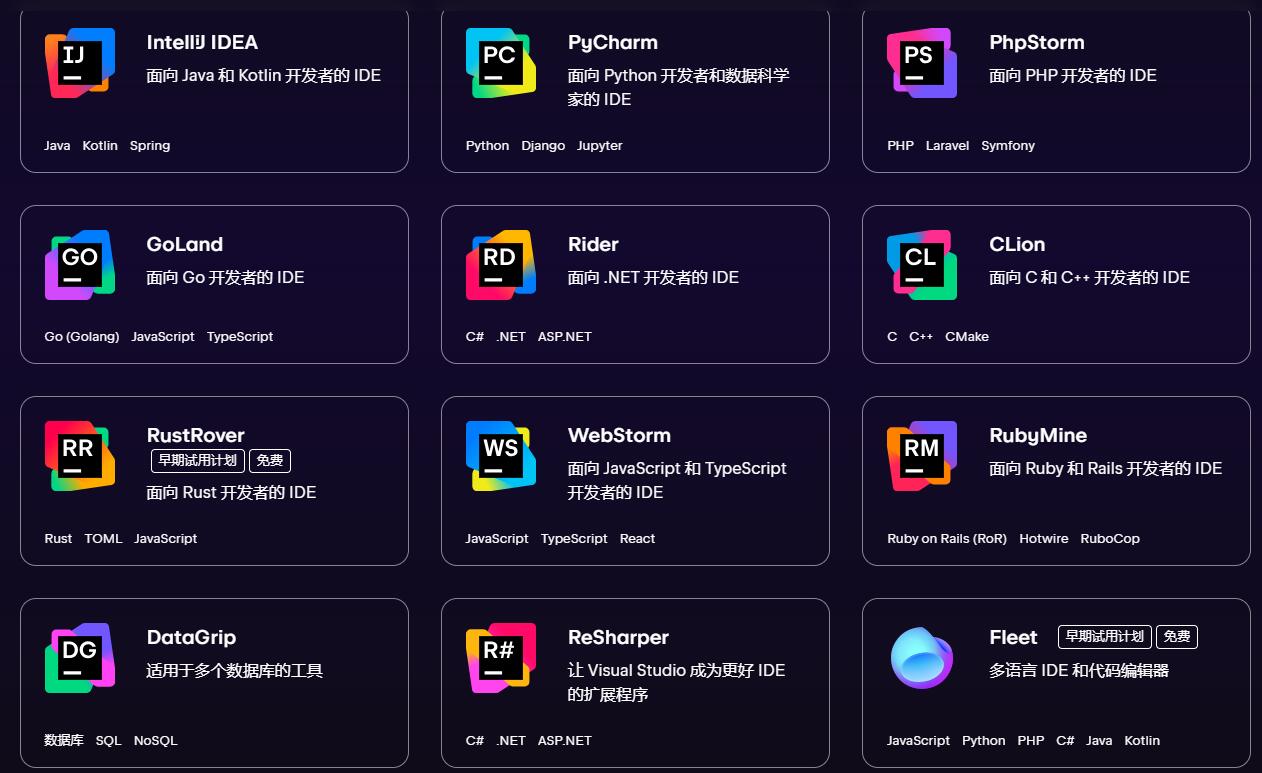 IJ
IntelliJ IDEA
面向 Java 和 Kotlin 开发者的 IDE
Java Kotlin Spring
PC
PyCharm
面向 Python 开发者和数据科学
家的 IDE
Python Django Jupyter
PS
PhpStorm
面向 PHP 开发者的 IDE
PHP Laravel Symfony
GO
GoLand
面向 Go 开发者的 IDE
Go (Golang) JavaScript TypeScript
RD
Rider
面向 .NET 开发者的 IDE
C# .NET ASP.NET
CL
CLion
面向 C 和 C++ 开发者的 IDE
C C++ CMake
RR
RustRover
早期试用计划 免费
面向 Rust 开发者的 IDE
Rust TOML JavaScript
WS
WebStorm
面向 JavaScript 和 TypeScript
开发者的 IDE
JavaScript TypeScript React
RM
RubyMine
面向 Ruby 和 Rails 开发者的 IDE
Ruby on Rails (RoR) Hotwire RuboCop
DG
DataGrip
适用于多个数据库的工具
数据库 SQL NoSQL
R#
ReSharper
让 Visual Studio 成为更好 IDE
的扩展程序
C# .NET ASP.NET
Fleet 早期试用计划 免费
多语言 IDE 和代码编辑器
JavaScript Python PHP C# Java Kotlin